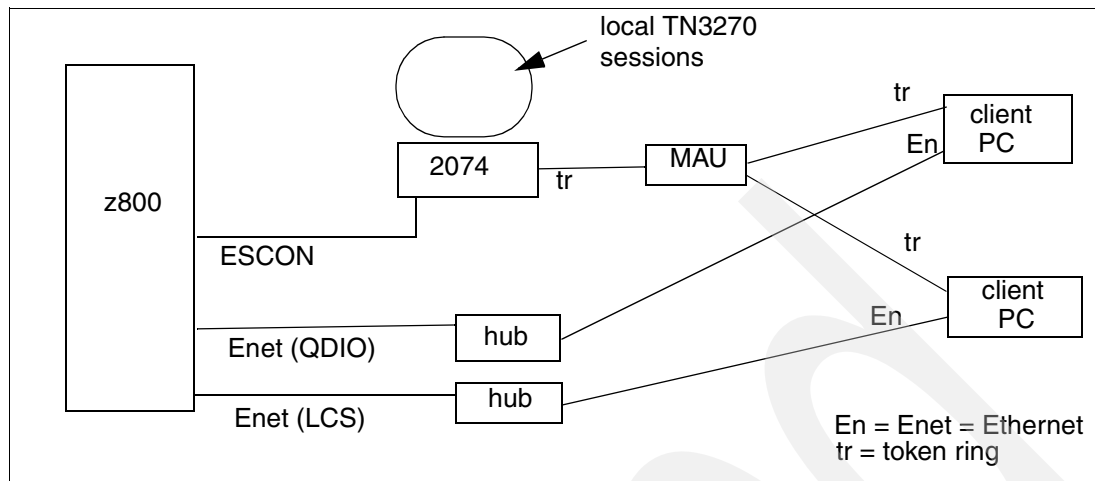 local TN3270
sessions
z800
2074
tr
MAU
tr
En
client
PC
tr
client
PC
En
ESCON
hub
Enet (QDIO)
hub
Enet (LCS)
En = Enet = Ethernet
tr = token ring